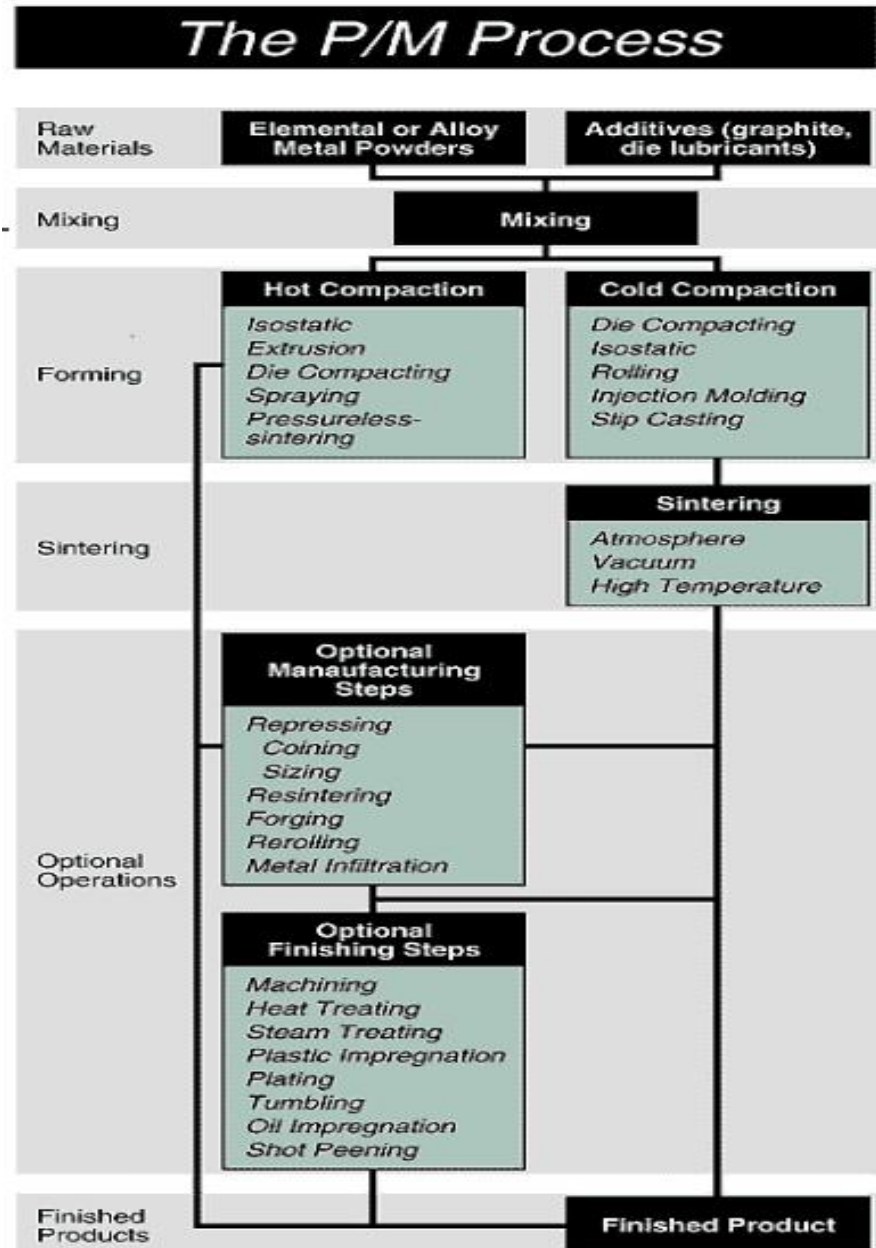 The P/M Process
Raw
Materials
Elemental or Alloy
Metal Powders
Additives (graphite,
die lubricants)
Mixing
Mixing
Forming
Hot Compaction
Isostatic
Extrusion
Die Compacting
Spraying
Pressureless-
sintering
Cold Compaction
Die Compacting
Isostatic
Rolling
Injection Molding
Slip Casting
Sintering
Sintering
Atmosphere
Vacuum
High Temperature
Optional
Operations
Optional
Manaufacturing
Steps
Repressing
Coining
Sizing
Resintering
Forging
Rerolling
Metal Infiltration
Optional
Finishing Steps
Machining
Heat Treating
Steam Treating
Plastic Impregnation
Plating
Tumbling
Oil Impregnation
Shot Peening
Finished
Products
Finished Product